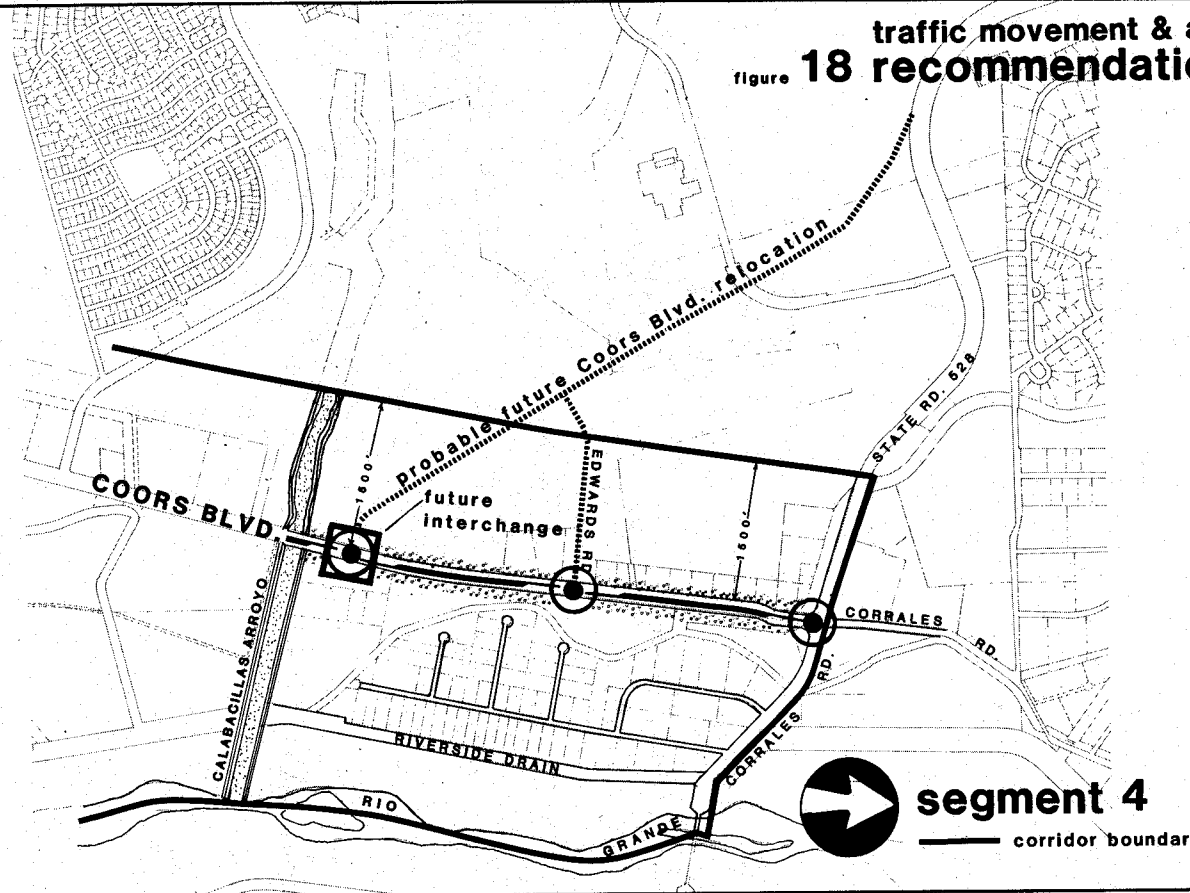 traffic movement & a
figure 18 recommendatio
probable future Coors Blvd. relocation
STATE RD. 528
1500'
EDWARDS RD.
1500'
COORS BLVD.
future
interchange
CALABACILLAS ARROYO
CORRALES RD.
CORRALES RD.
RIVERSIDE DRAIN
RIO GRANDE
segment 4
corridor boundar